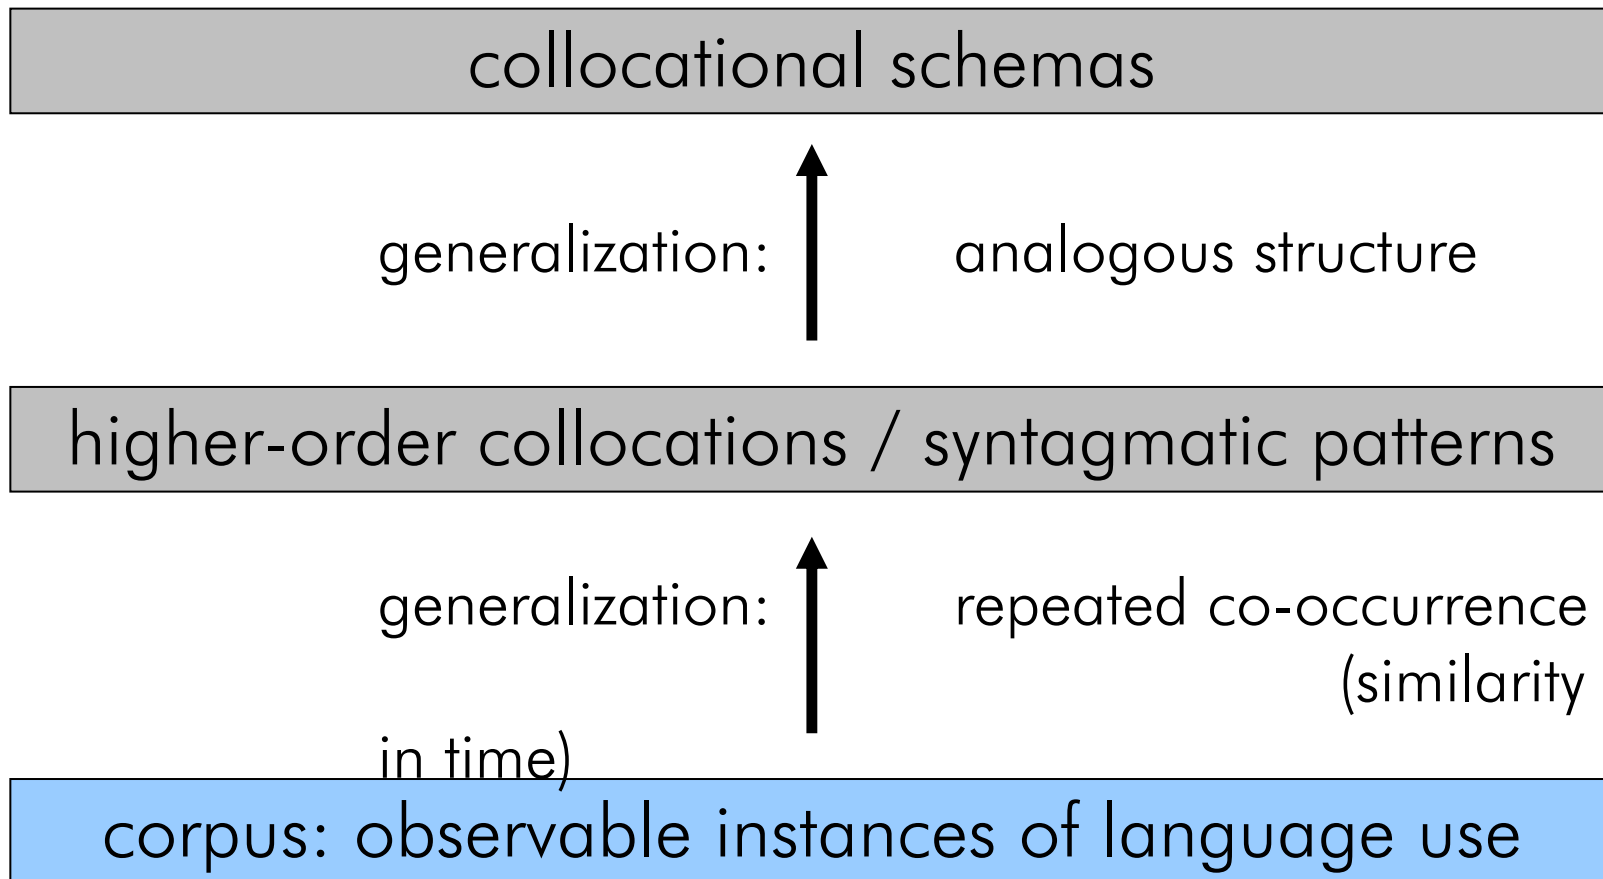 collocational schemas
generalization: analogous structure
higher-order collocations / syntagmatic patterns
generalization: repeated co-occurrence
(similarity
in time)
corpus: observable instances of language use